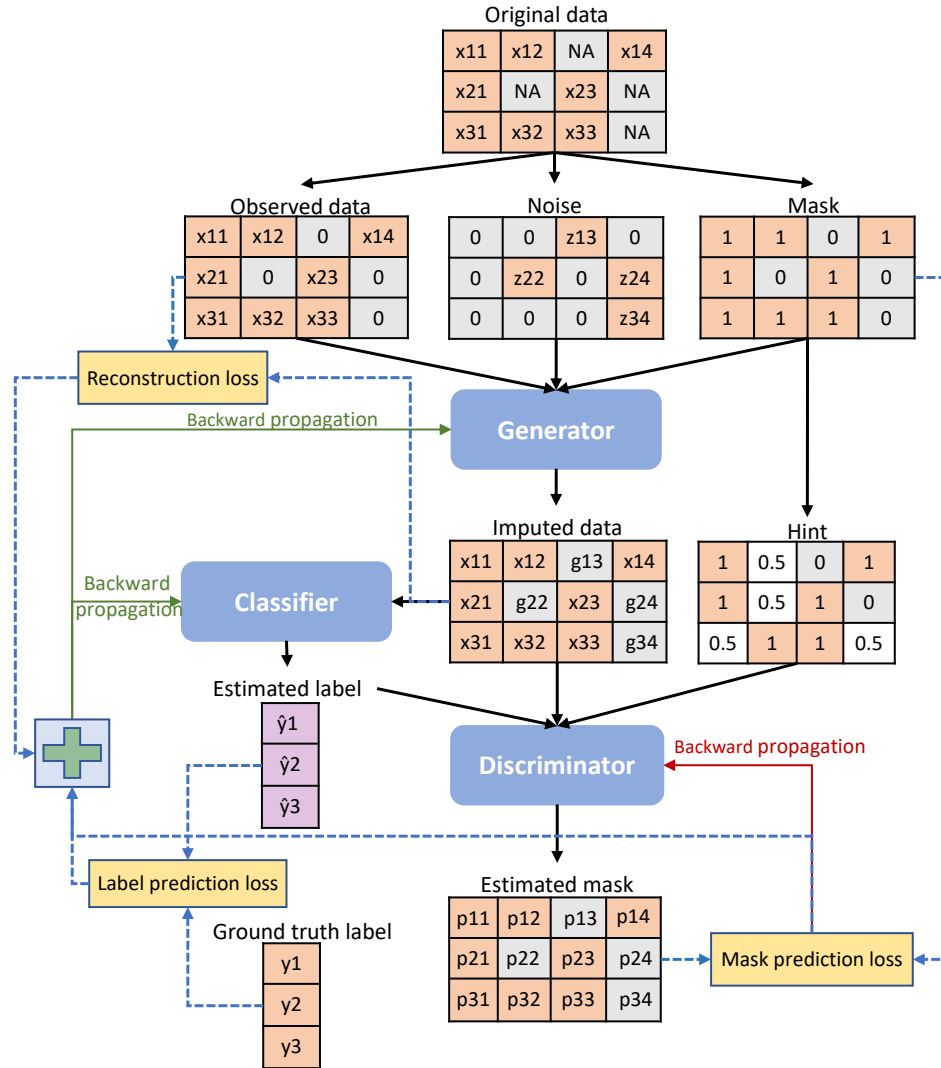 Original data
x11 x12 NA x14
x21 NA x23 NA
x31 x32 x33 NA
Observed data
x11 x12 0 x14
x21 0 x23 0
x31 x32 x33 0
Noise
0 0 z13 0
0 z22 0 z24
0 0 0 z34
Mask
1 1 0 1
1 0 1 0
1 1 1 0
Reconstruction loss
Backward propagation
Generator
Imputed data
x11 x12 g13 x14
x21 g22 x23 g24
x31 x32 x33 g34
Hint
1 0.5 0 1
1 0.5 1 0
0.5 1 1 0.5
Backward
propagation
Classifier
Estimated label
ŷ1
ŷ2
ŷ3
Discriminator
Backward propagation
Label prediction loss
Ground truth label
y1
y2
y3
Estimated mask
p11 p12 p13 p14
p21 p22 p23 p24
p31 p32 p33 p34
Mask prediction loss